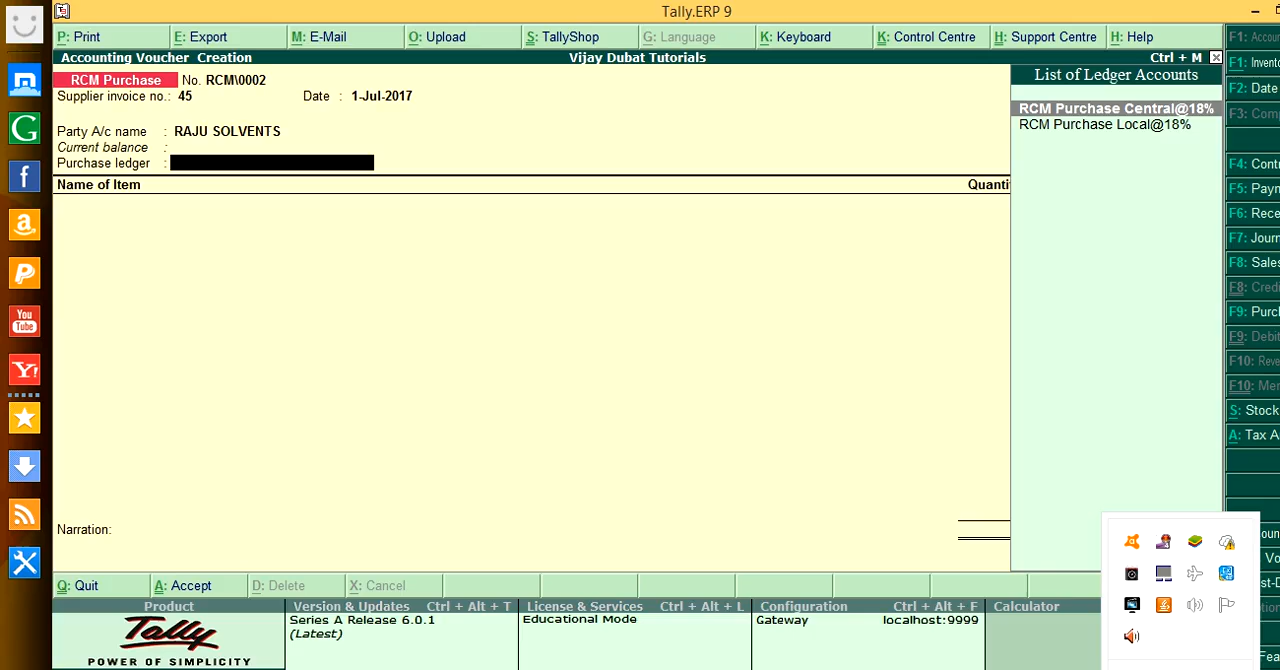 Tally.ERP 9
P: Print E: Export M: E-Mail O: Upload S: TallyShop G: Language K: Keyboard K: Control Centre H: Support Centre H: Help
Accounting Voucher Creation Vijay Dubat Tutorials Ctrl + M
RCM Purchase No. RCM\0002
Supplier invoice no.: 45 Date : 1-Jul-2017
Party A/c name : RAJU SOLVENTS
Current balance :
Purchase ledger :
Name of Item Quanti
List of Ledger Accounts
RCM Purchase Central@18%
RCM Purchase Local@18%
F1: Accou
F1: Invento
F2: Date
F3: Comp
F4: Contr
F5: Paym
F6: Rece
F7: Journ
F8: Sales
F8: Credi
F9: Purch
F9: Debit
F10: Reve
F10: Mem
S: Stock
A: Tax A
Narration:
Q: Quit A: Accept D: Delete X: Cancel
Product Version & Updates Ctrl + Alt + T License & Services Ctrl + Alt + L Configuration Ctrl + Alt + F Calculator
Tally
POWER OF SIMPLICITY
Series A Release 6.0.1
(Latest)
Educational Mode
Gateway localhost:9999
G
f
a
P
You
Tube
Y!